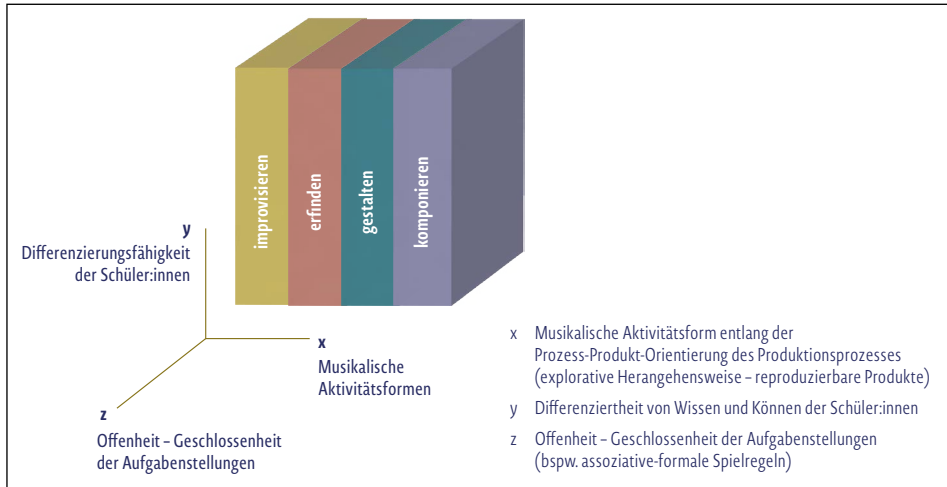 improvisieren
erfinden
gestalten
komponieren
y
Differenzierungsfähigkeit
der Schüler:innen
x
Musikalische
Aktivitätsformen
z
Offenheit – Geschlossenheit
der Aufgabenstellungen
x Musikalische Aktivitätsform entlang der
Prozess-Produkt-Orientierung des Produktionsprozesses
(explorative Herangehensweise – reproduzierbare Produkte)
y Differenziertheit von Wissen und Können der Schüler:innen
z Offenheit – Geschlossenheit der Aufgabenstellungen
(bspw. assoziative-formale Spielregeln)